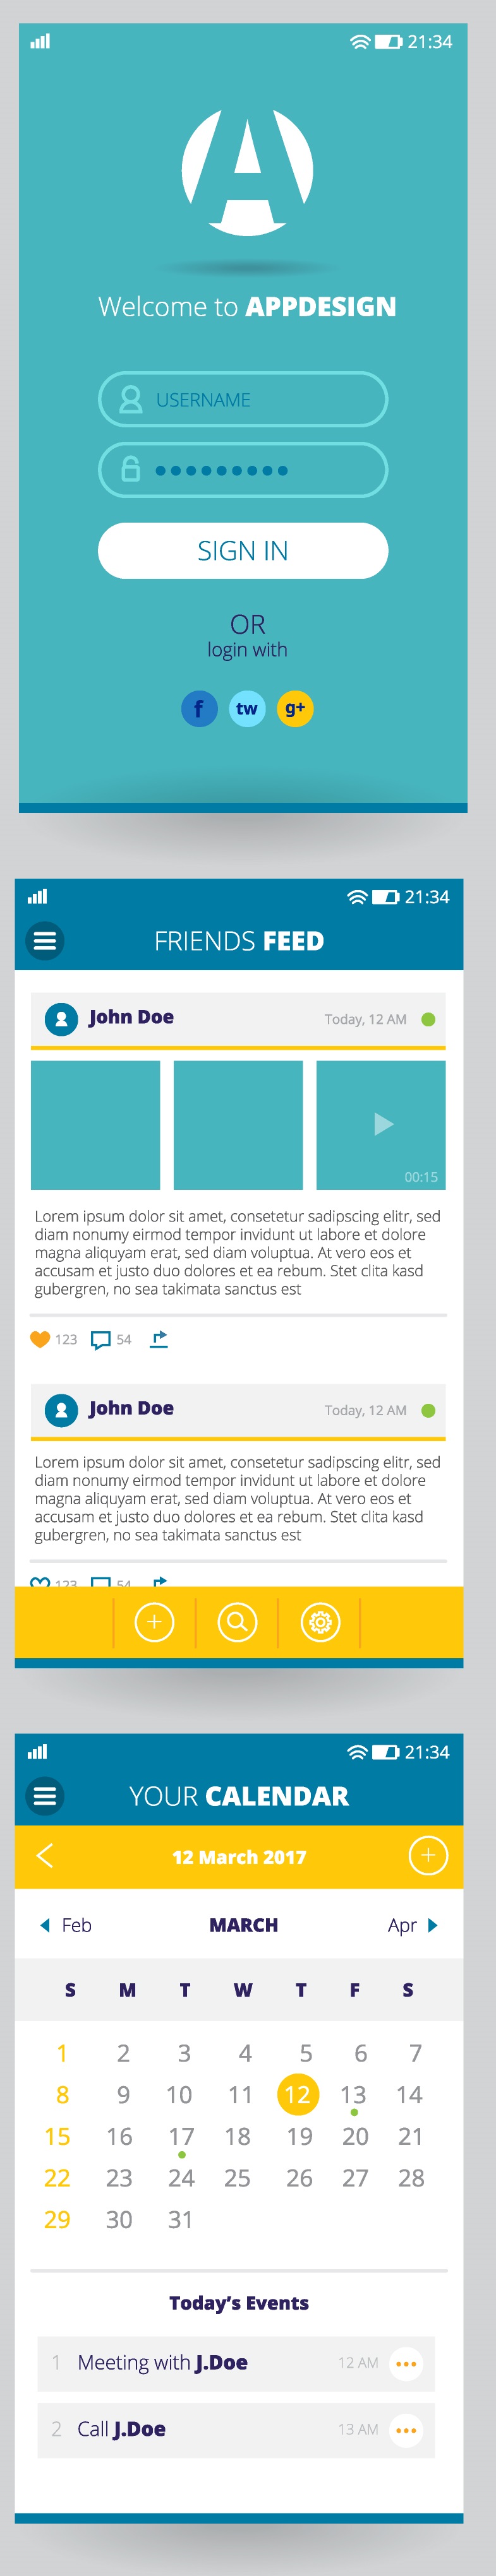 21:34
A
Welcome to APPDESIGN
USERNAME
SIGN IN
OR
login with
f tw g+
21:34
FRIENDS FEED
John Doe Today, 12 AM
00:15
Lorem ipsum dolor sit amet, consetetur sadipscing elitr, sed
diam nonumy eirmod tempor invidunt ut labore et dolore
magna aliquyam erat, sed diam voluptua. At vero eos et
accusam et justo duo dolores et ea rebum. Stet clita kasd
gubergren, no sea takimata sanctus est
123 54
John Doe Today, 12 AM
Lorem ipsum dolor sit amet, consetetur sadipscing elitr, sed
diam nonumy eirmod tempor invidunt ut labore et dolore
magna aliquyam erat, sed diam voluptua. At vero eos et
accusam et justo duo dolores et ea rebum. Stet clita kasd
gubergren, no sea takimata sanctus est
123 54
21:34
YOUR CALENDAR
12 March 2017
Feb MARCH Apr
S M T W T F S
1 2 3 4 5 6 7
8 9 10 11 12 13 14
15 16 17 18 19 20 21
22 23 24 25 26 27 28
29 30 31
Today's Events
1 Meeting with J.Doe 12 AM
2 Call J.Doe 13 AM